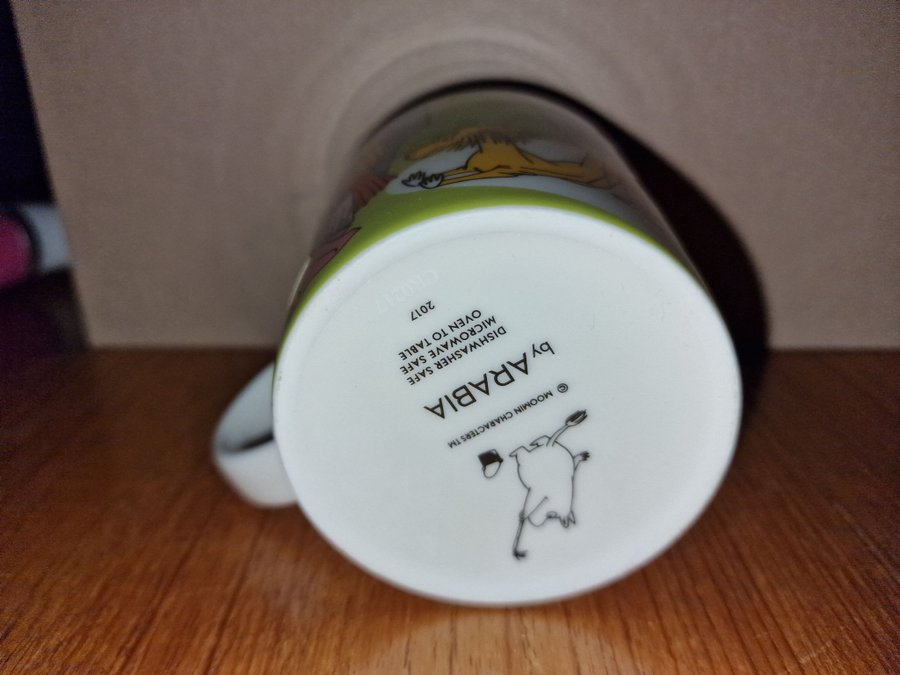 © MOOMIN CHARACTERS TM
by ARABIA
DISHWASHER SAFE
MICROWAVE SAFE
OVEN TO TABLE
2017